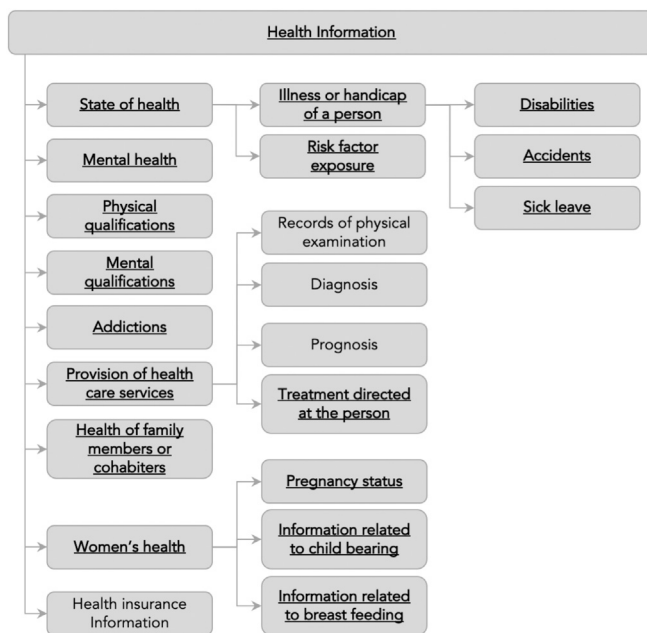 Health Information
State of health
Illness or handicap
of a person
Disabilities
Mental health
Risk factor
exposure
Accidents
Physical
qualifications
Sick leave
Records of physical
examination
Mental
qualifications
Diagnosis
Addictions
Prognosis
Provision of health
care services
Treatment directed
at the person
Health of family
members or
cohabiters
Pregnancy status
Women's health
Information related
to child bearing
Health insurance
Information
Information related
to breast feeding